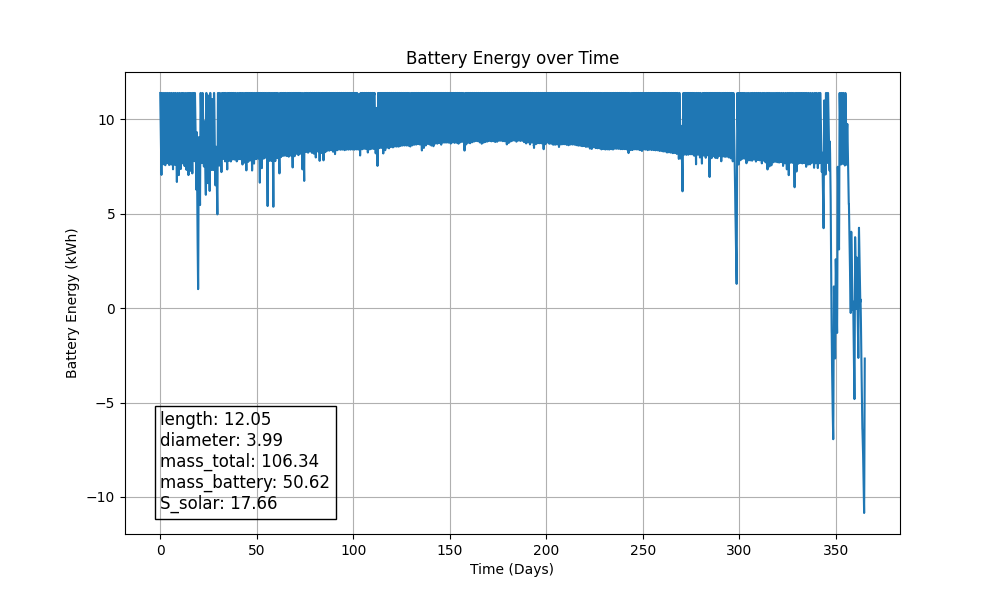 Battery Energy over Time
Battery Energy (kWh)
10
5
0
−5
−10
length: 12.05
diameter: 3.99
mass_total: 106.34
mass_battery: 50.62
S_solar: 17.66
0 50 100 150 200 250 300 350
Time (Days)